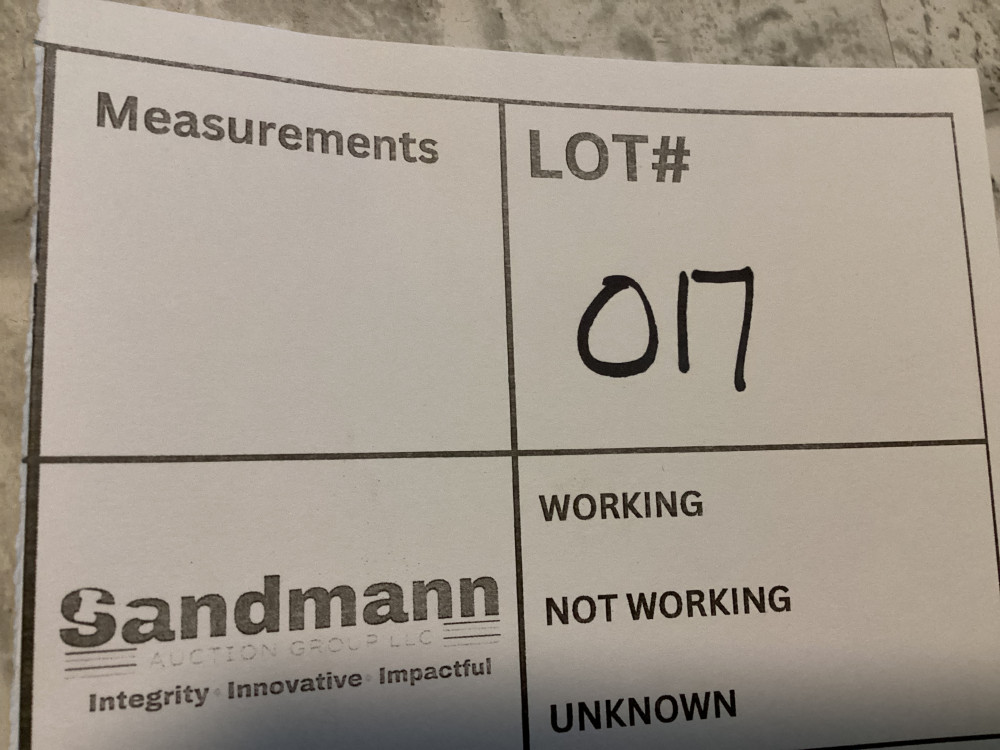 Measurements
LOT#
017
Sandmann
AUCTION GROUP LLC
Integrity • Innovative • Impactful
WORKING
NOT WORKING
UNKNOWN